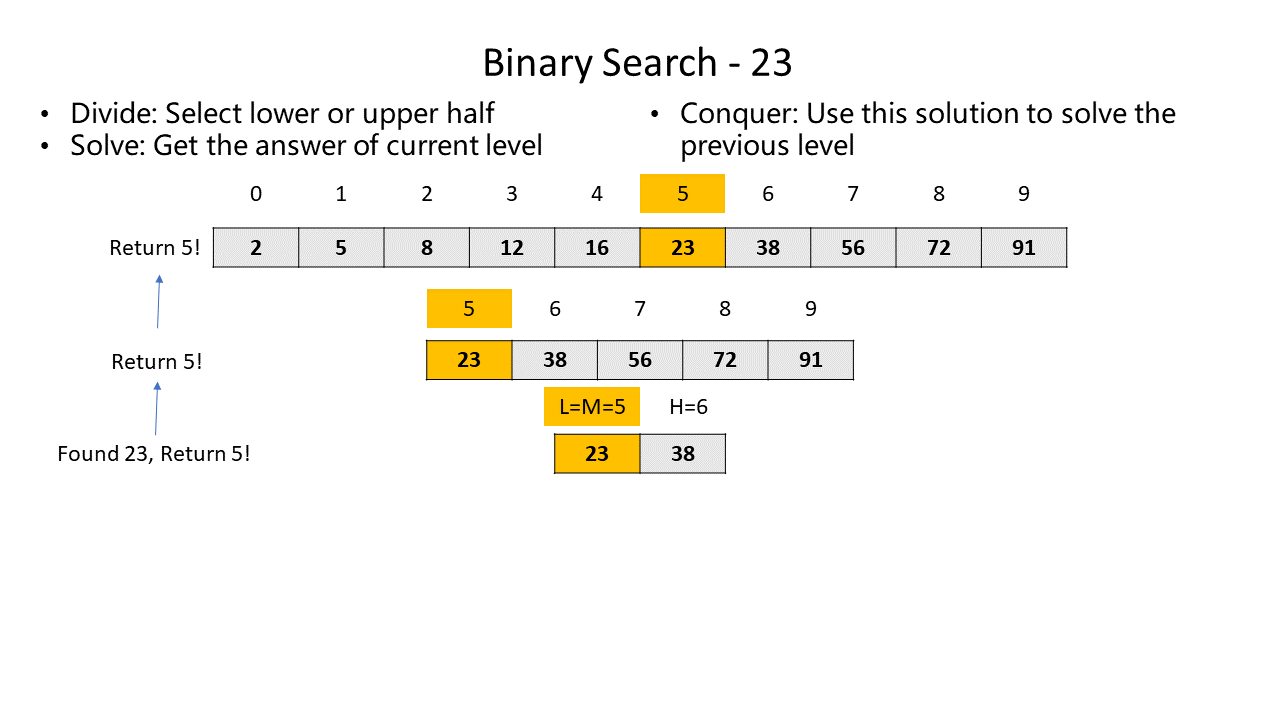 Binary Search - 23
• Divide: Select lower or upper half
• Solve: Get the answer of current level
• Conquer: Use this solution to solve the
previous level
0 1 2 3 4 5 6 7 8 9
Return 5! 2 5 8 12 16 23 38 56 72 91
5 6 7 8 9
Return 5! 23 38 56 72 91
L=M=5 H=6
Found 23, Return 5! 23 38